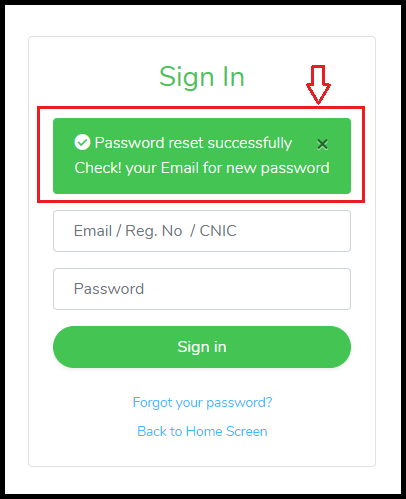 Sign In
Password reset successfully ×
Check! your Email for new password
Email / Reg. No / CNIC
Password
Sign in
Forgot your password?
Back to Home Screen